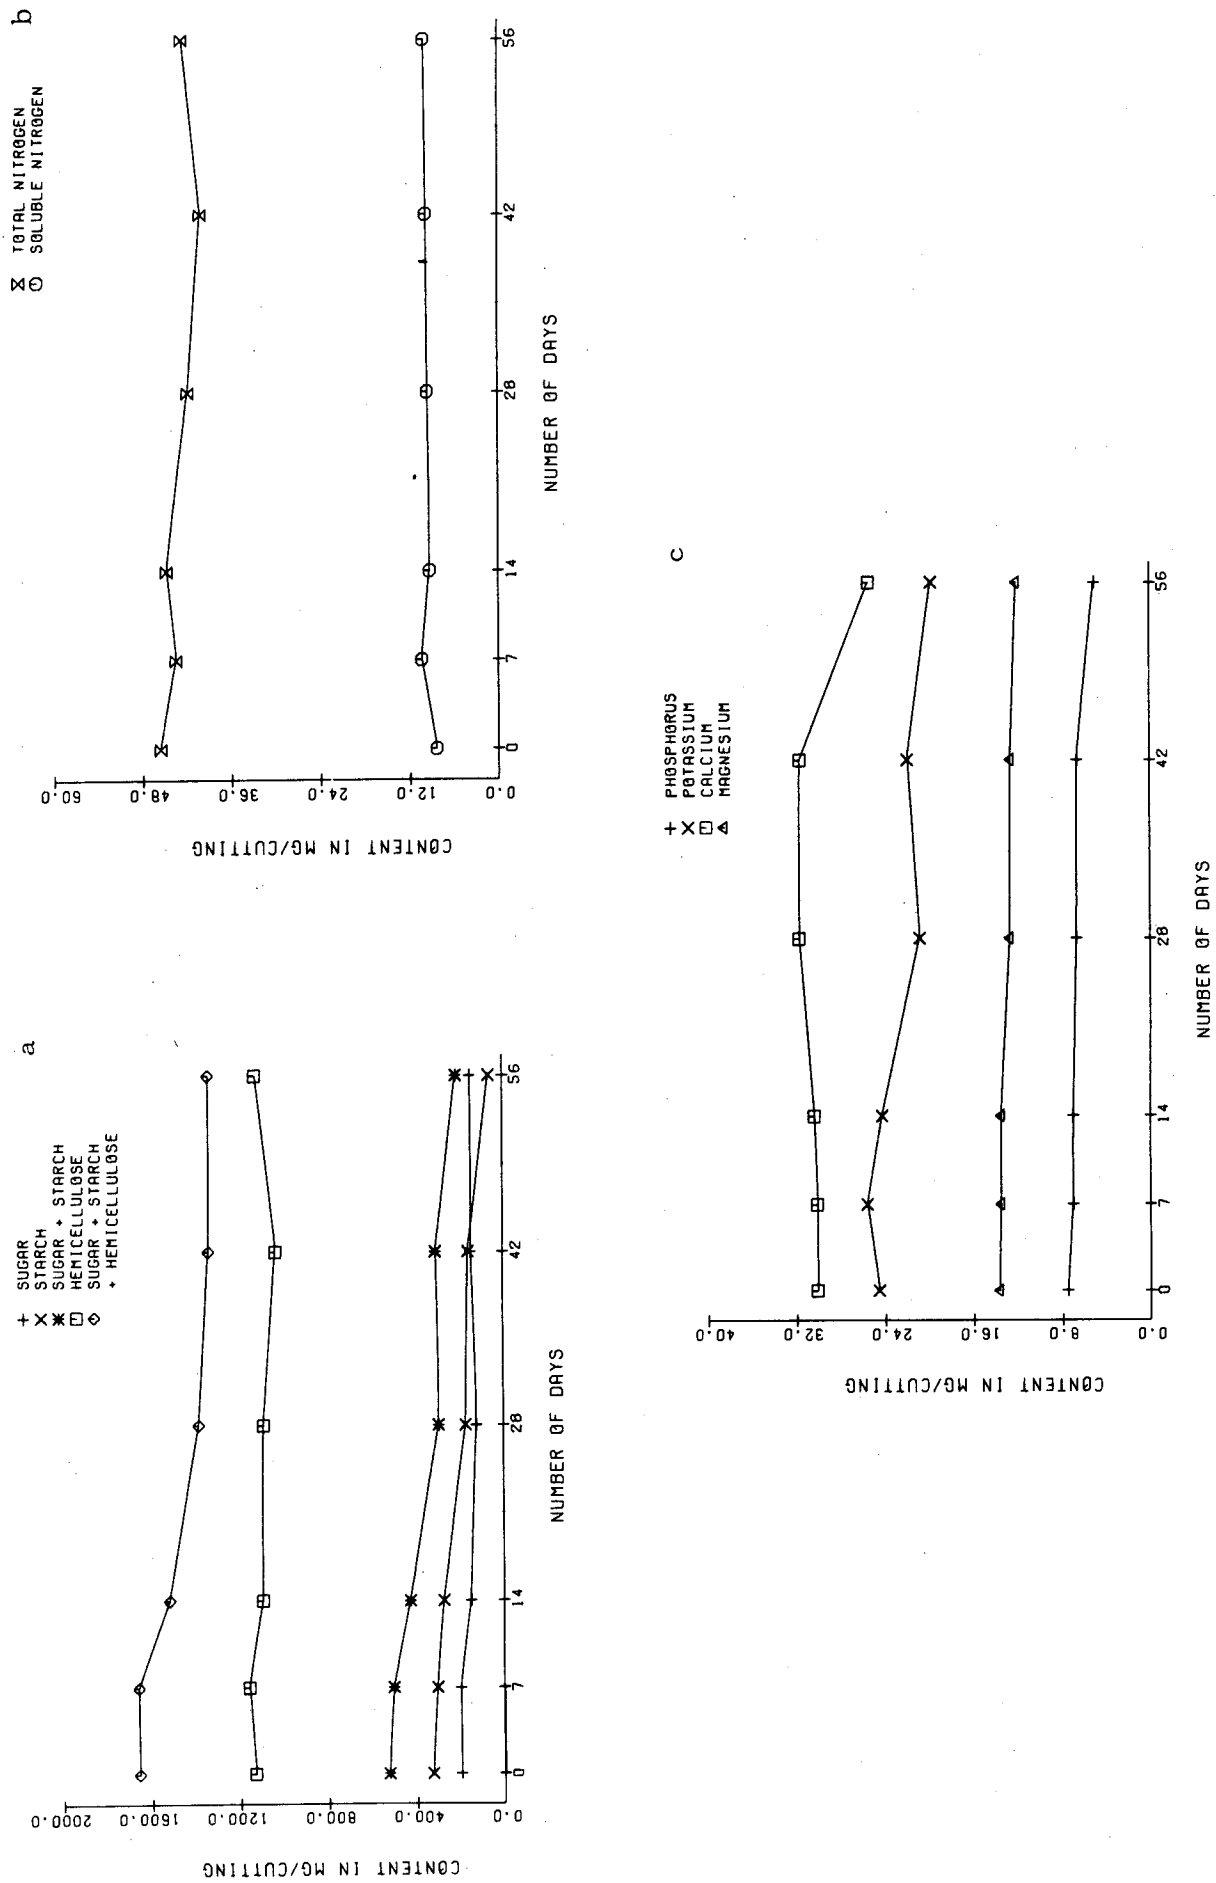 a
+ SUGAR
× STARCH
SUGAR + STARCH
HEMICELLULOSE
SUGAR + STARCH
+ HEMICELLULOSE
2000.0
1600.0
1200.0
800.0
400.0
0.0
CONTENT IN MG/CUTTING
0 7 14 28 42 56
NUMBER OF DAYS
b
TOTAL NITROGEN
SOLUBLE NITROGEN
60.0
48.0
36.0
24.0
12.0
0.0
CONTENT IN MG/CUTTING
0 7 14 28 42 56
NUMBER OF DAYS
c
+ PHOSPHORUS
× POTASSIUM
CALCIUM
MAGNESIUM
40.0
32.0
24.0
16.0
8.0
0.0
CONTENT IN MG/CUTTING
0 7 14 28 42 56
NUMBER OF DAYS